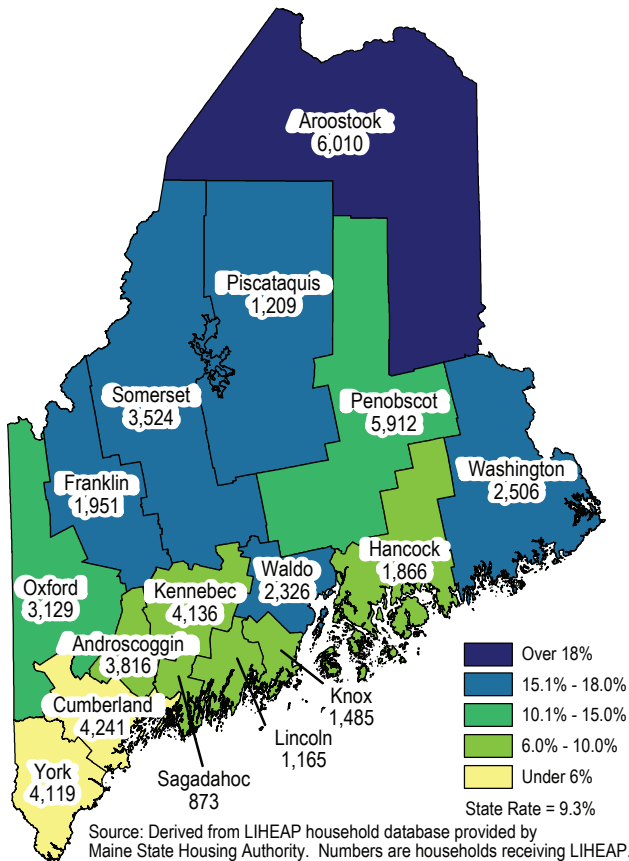 Aroostook
6,010
Piscataquis
1,209
Somerset
3,524
Penobscot
5,912
Washington
2,506
Franklin
1,951
Hancock
1,866
Waldo
2,326
Kennebec
4,136
Oxford
3,129
Androscoggin
3,816
Cumberland
4,241
York
4,119
Knox
1,485
Lincoln
1,165
Sagadahoc
873
Over 18%
15.1% - 18.0%
10.1% - 15.0%
6.0% - 10.0%
Under 6%
State Rate = 9.3%
Source: Derived from LIHEAP household database provided by
Maine State Housing Authority. Numbers are households receiving LIHEAP.